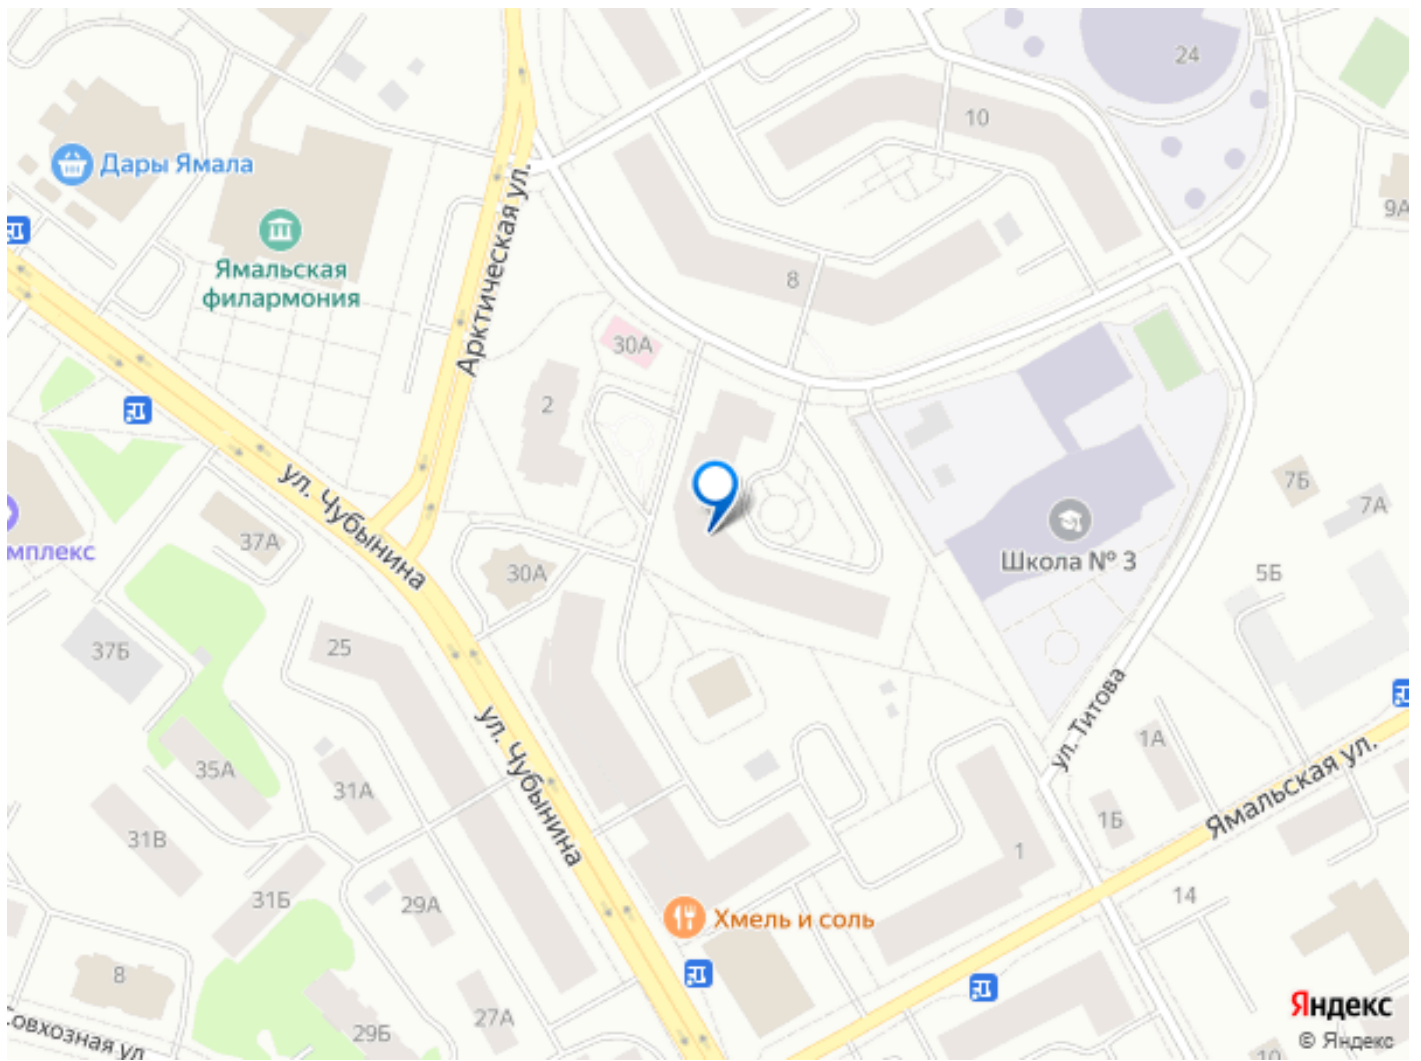 24
10
Дары Ямала
9А
Арктическая ул.
Ямальская
филармония
8
30А
2
ул. Чубынина
7Б
7А
Школа № 3
мплекс
37А
30А
5Б
25
37Б
ул. Титова
ул. Чубынина
1А
35А
31А
Ямальская ул.
1Б
31В
1
31Б
29А
14
Хмель и соль
8
27А
29Б
овхозная ул
Яндекс
© Яндекс
10